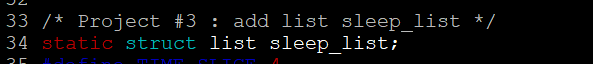 33 /* Project #3 : add list sleep_list */
34 static struct list sleep_list;